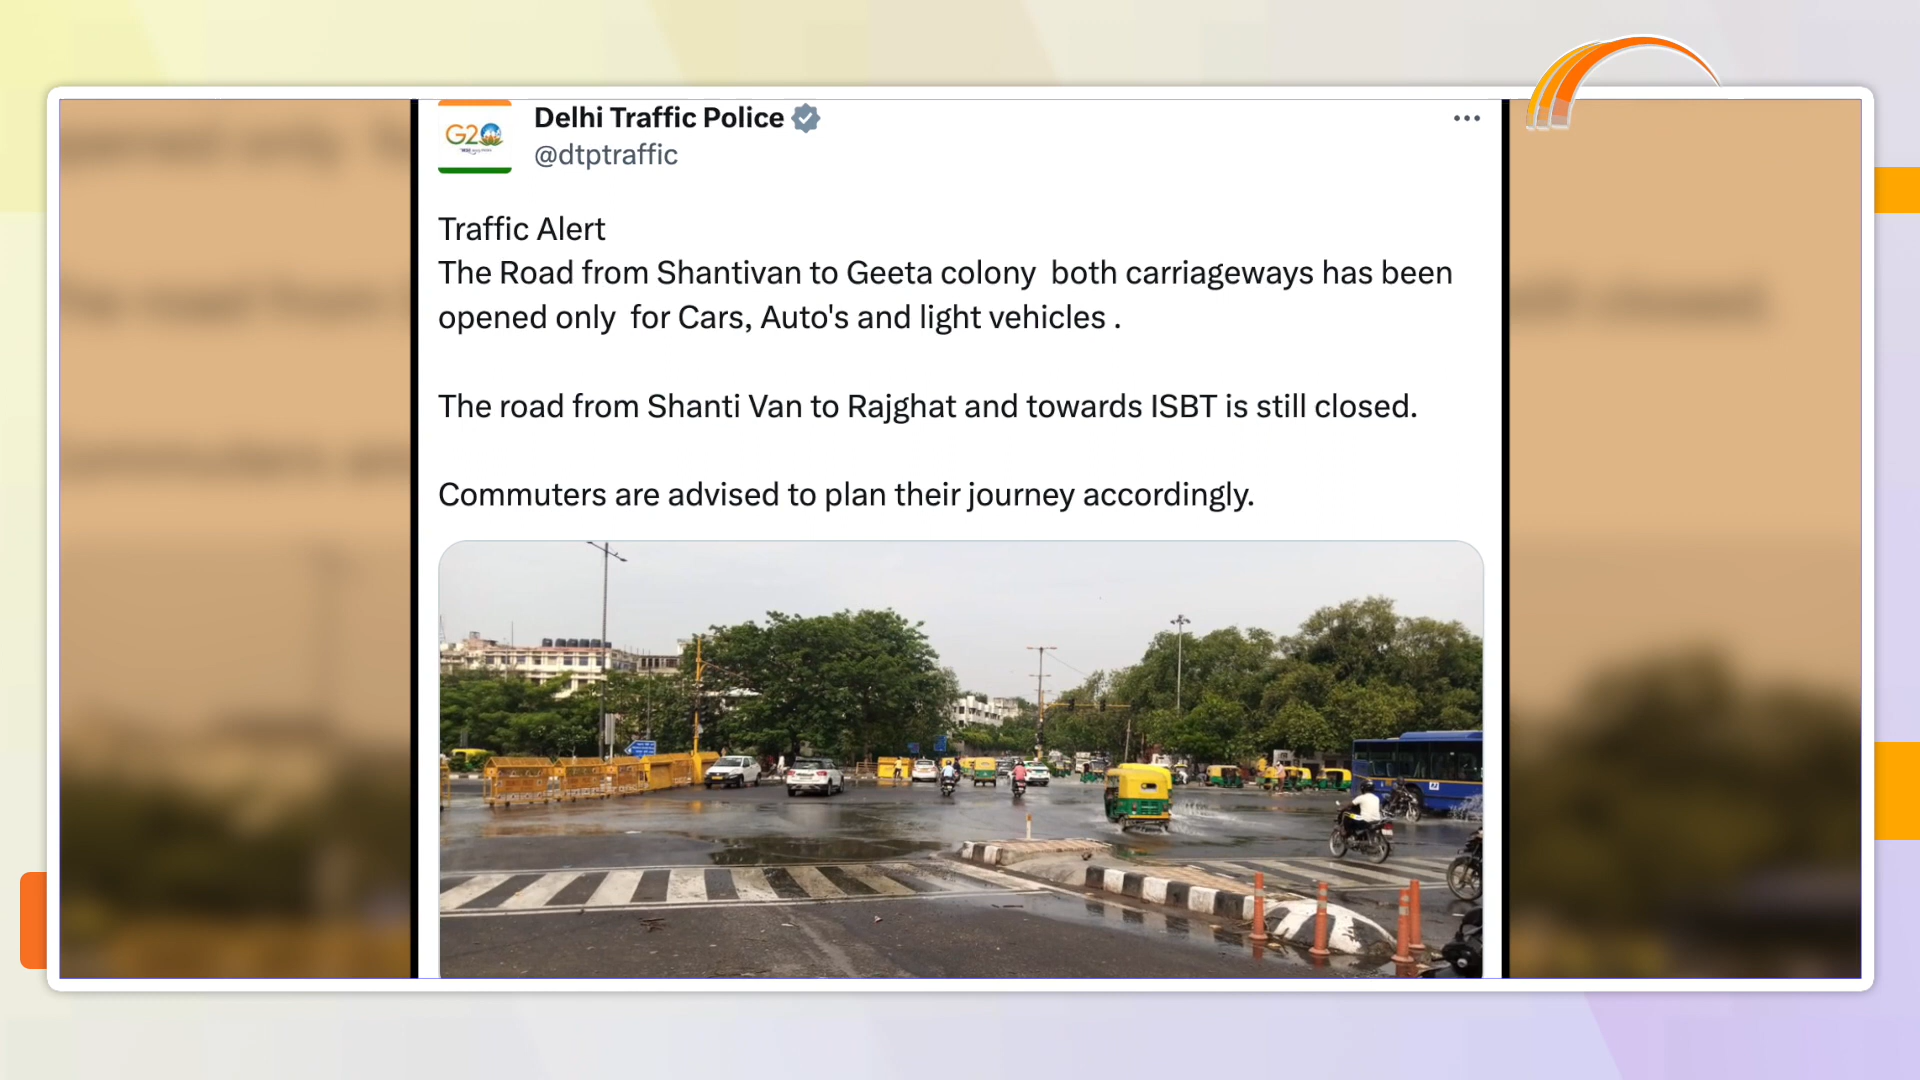 G20
Delhi Traffic Police
@dtptraffic
Traffic Alert
The Road from Shantivan to Geeta colony  both carriageways has been
opened only  for Cars, Auto's and light vehicles .
The road from Shanti Van to Rajghat and towards ISBT is still closed.
Commuters are advised to plan their journey accordingly.